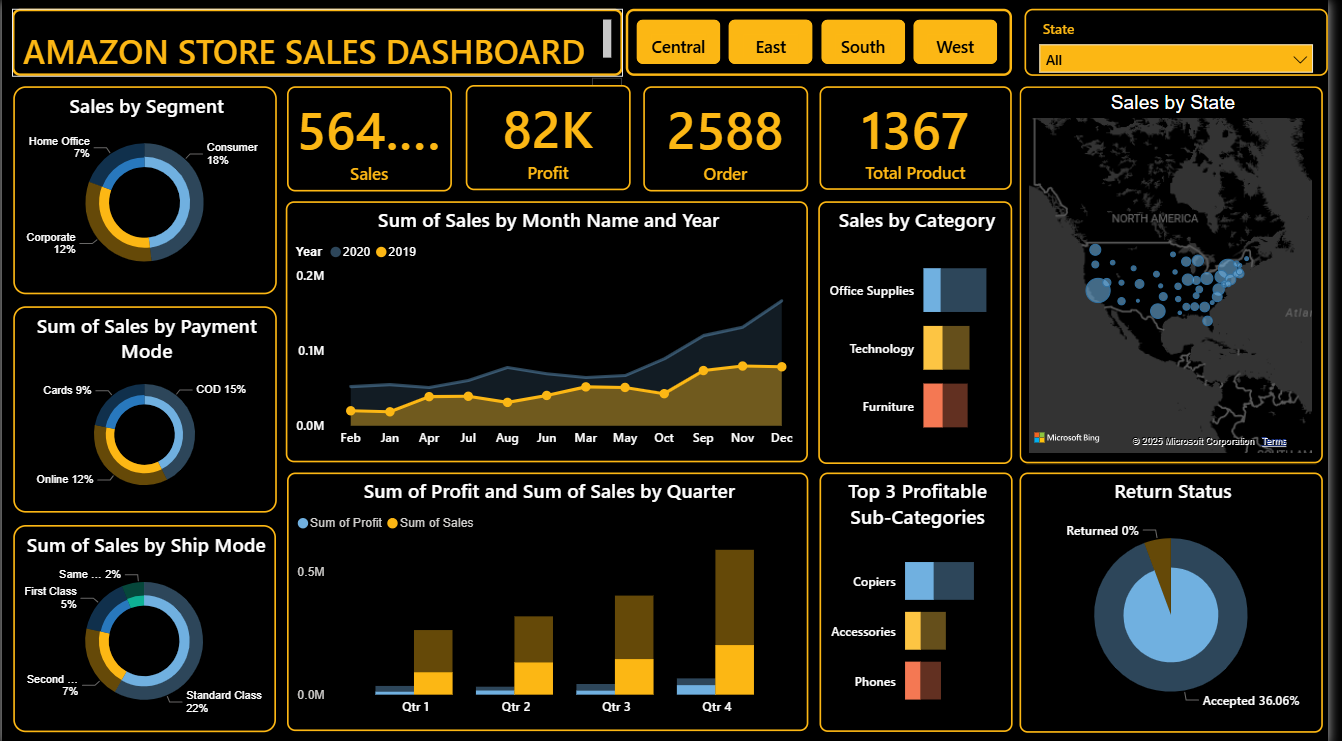 AMAZON STORE SALES DASHBOARD
Central
East
South
West
State
All
Sales by Segment
Home Office
7%
Consumer
18%
Corporate
12%
564....
Sales
82K
Profit
2588
Order
1367
Total Product
Sales by State
NORTH AMERICA
Atla
Microsoft Bing
© 2025 Microsoft Corporation Terms
SOUTH AM
Sum of Sales by Month Name and Year
Year 2020 2019
0.2M
0.1M
0.0M
Feb Jan Apr Jul Aug Jun Mar May Oct Sep Nov Dec
Sales by Category
Office Supplies
Technology
Furniture
Sum of Sales by Payment
Mode
Cards 9%
COD 15%
Online 12%
Sum of Sales by Ship Mode
Same ... 2%
First Class
5%
Second ...
7%
Standard Class
22%
Sum of Profit and Sum of Sales by Quarter
Sum of Profit Sum of Sales
0.5M
0.0M
Qtr 1 Qtr 2 Qtr 3 Qtr 4
Top 3 Profitable
Sub-Categories
Copiers
Accessories
Phones
Return Status
Returned 0%
Accepted 36.06%